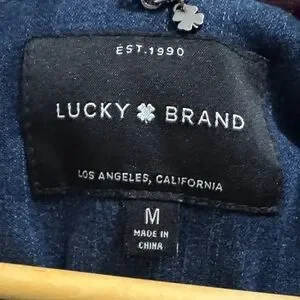 EST.1990
LUCKY BRAND
LOS ANGELES, CALIFORNIA
M
MADE IN
CHINA